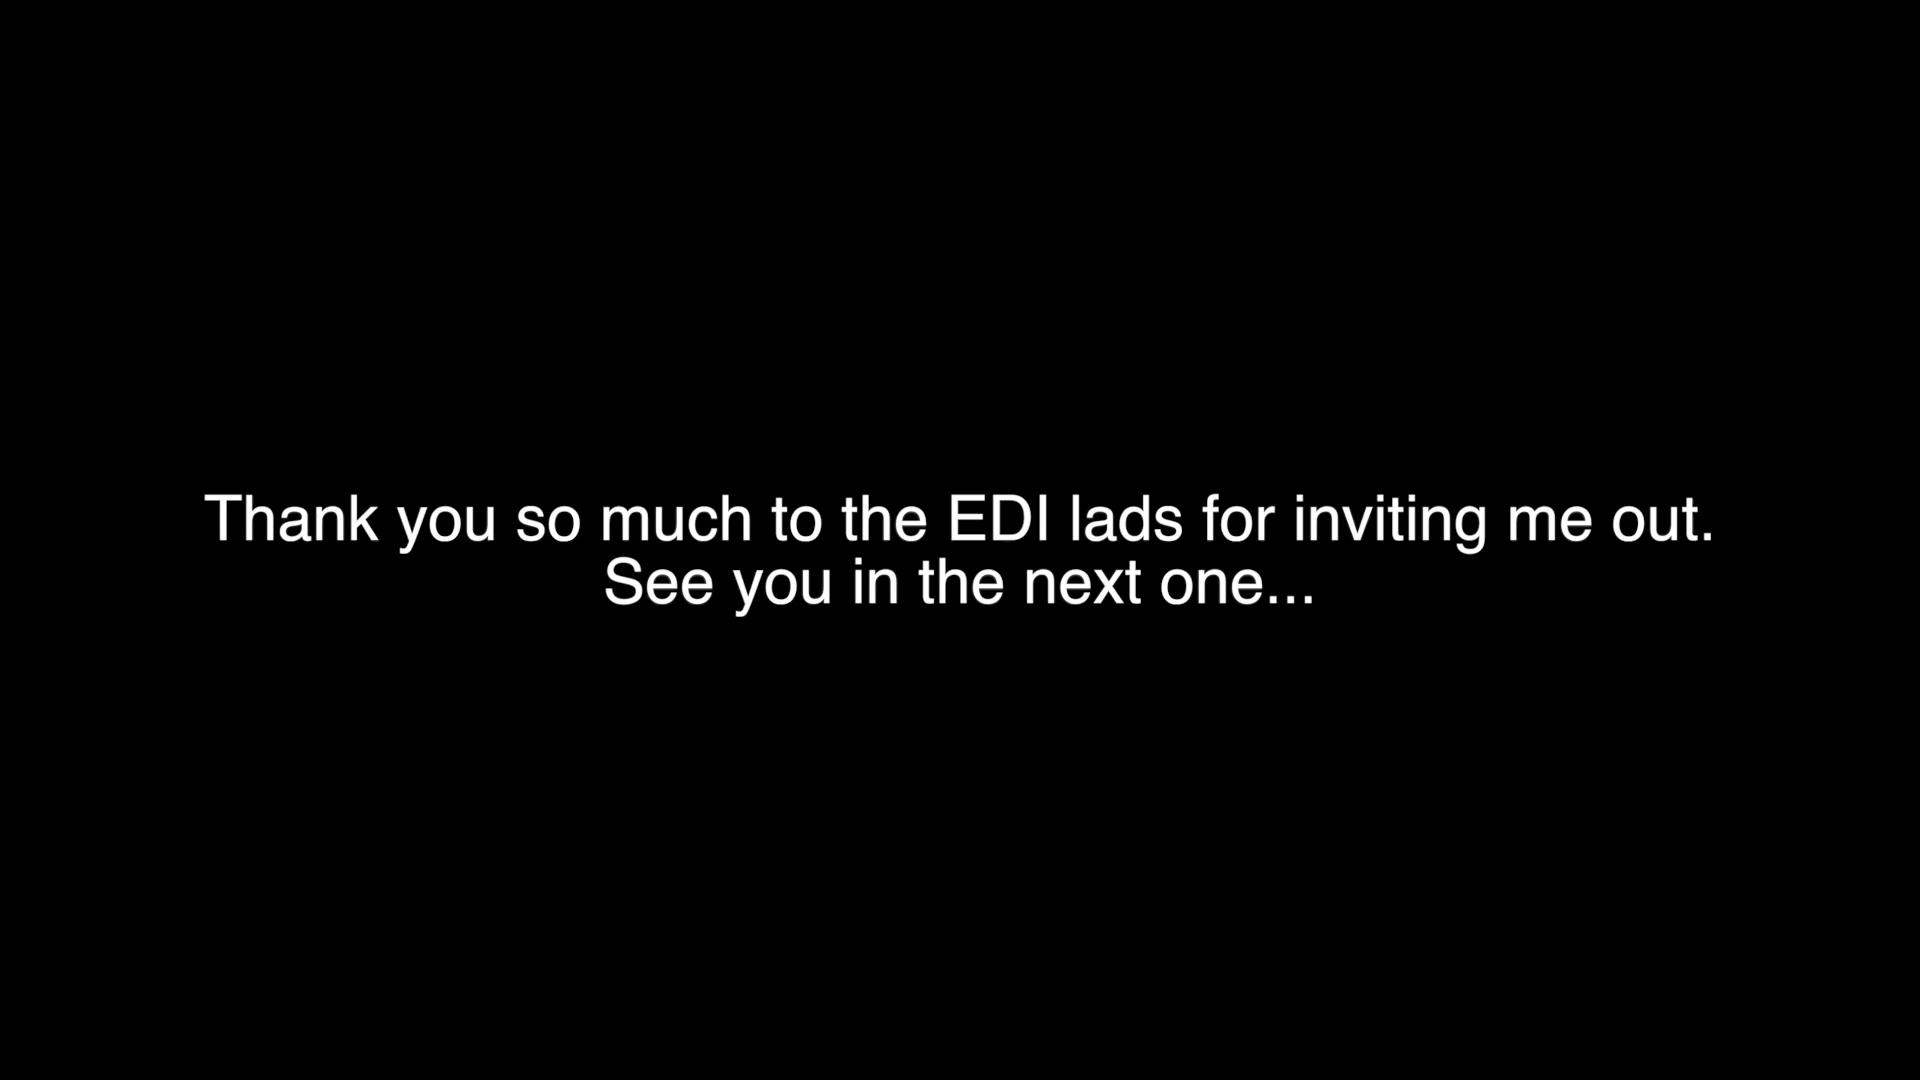 Thank you so much to the EDI lads for inviting me out.
See you in the next one...